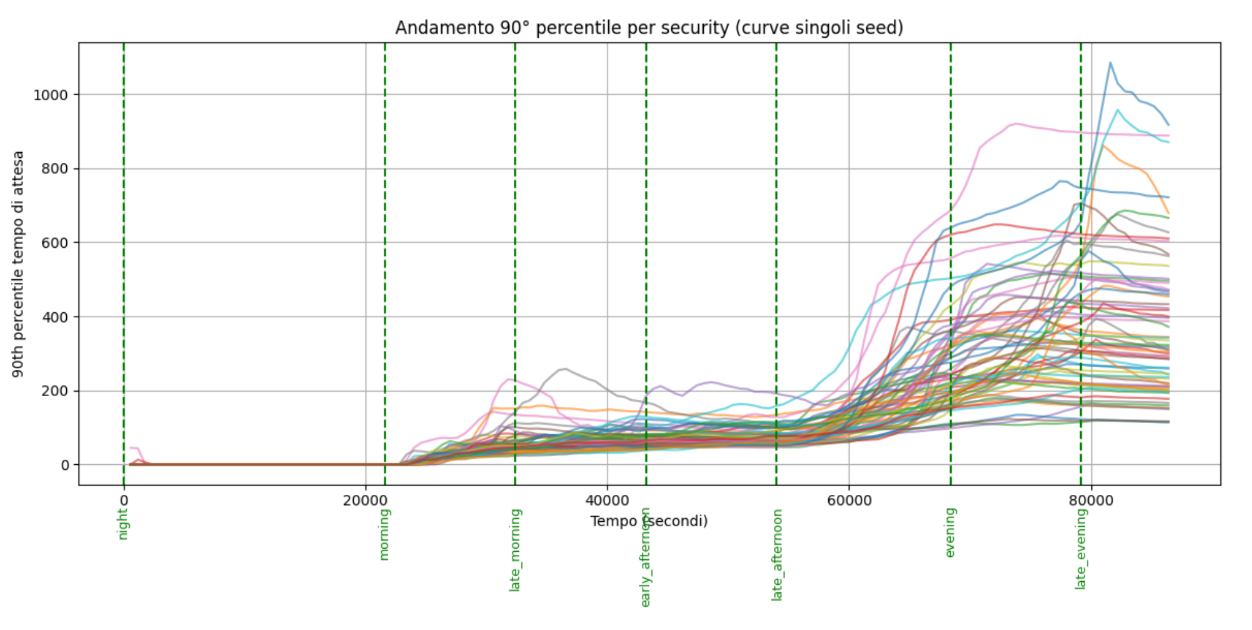 Andamento 90° percentile per security (curve singoli seed)
90th percentile tempo di attesa
1000
800
600
400
200
0
0
20000
40000
60000
80000
Tempo (secondi)
night
morning
late_morning
early_afternoon
late_afternoon
evening
late_evening